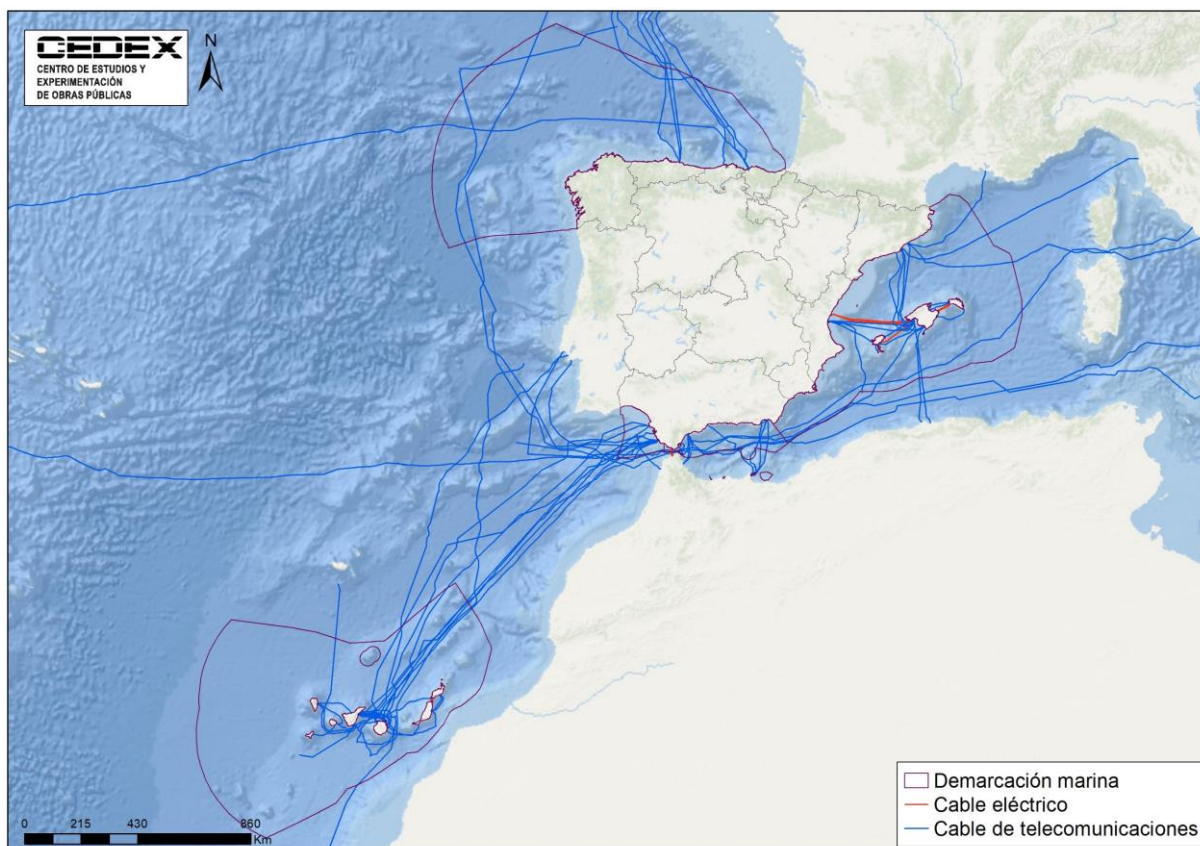 CEDEX
CENTRO DE ESTUDIOS Y
EXPERIMENTACIÓN
DE OBRAS PÚBLICAS
N
Demarcación marina
Cable eléctrico
Cable de telecomunicaciones
0 215 430 860
Km